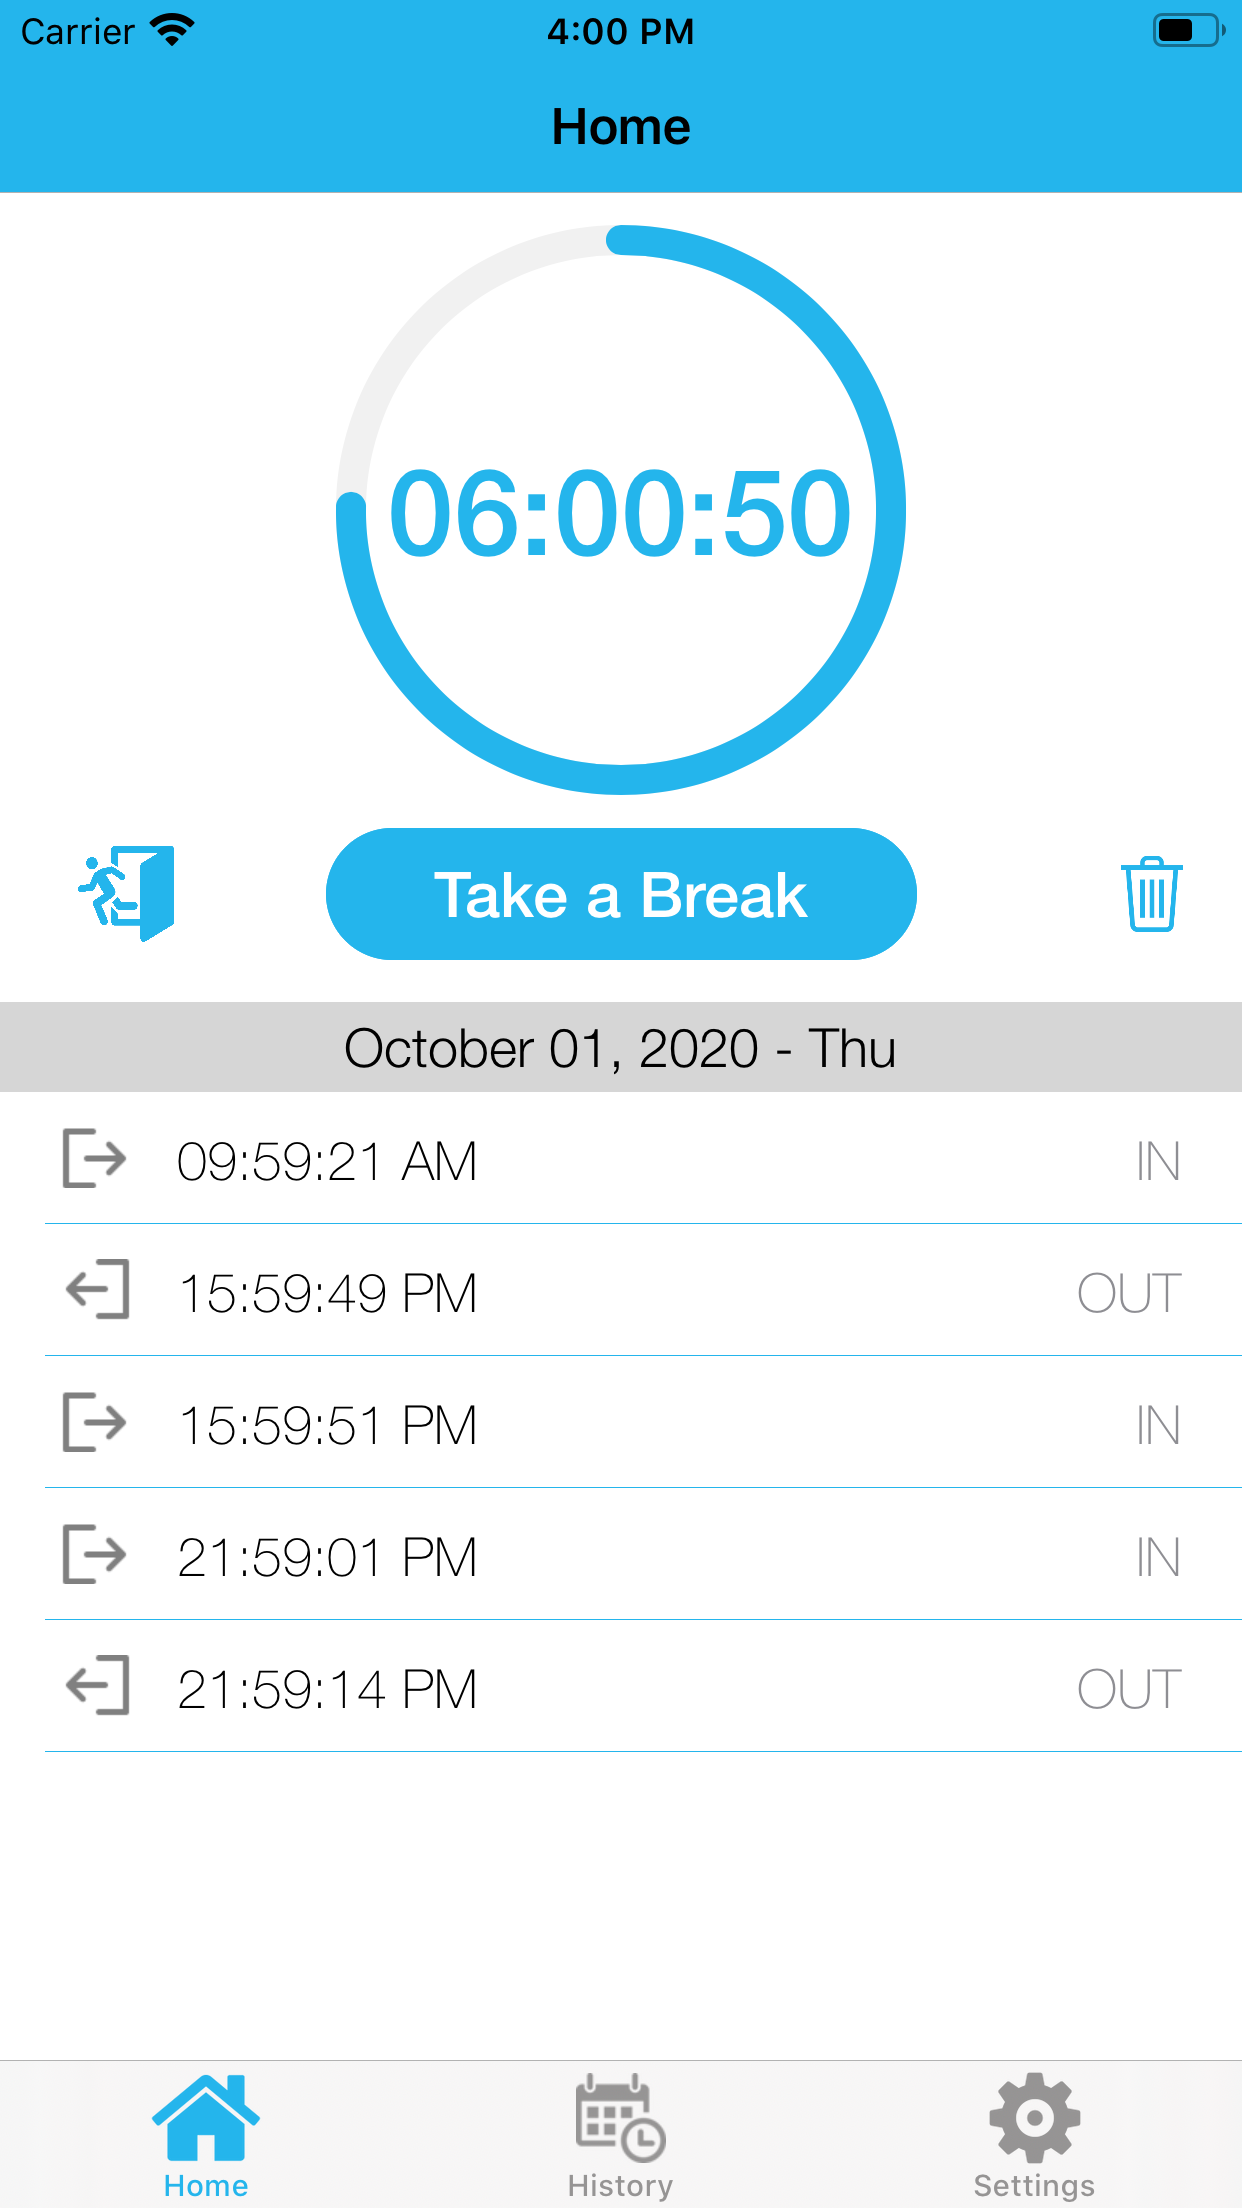 Carrier 4:00 PM
Home
06:00:50
Take a Break
October 01, 2020 - Thu
09:59:21 AM IN
15:59:49 PM OUT
15:59:51 PM IN
21:59:01 PM IN
21:59:14 PM OUT
Home History Settings